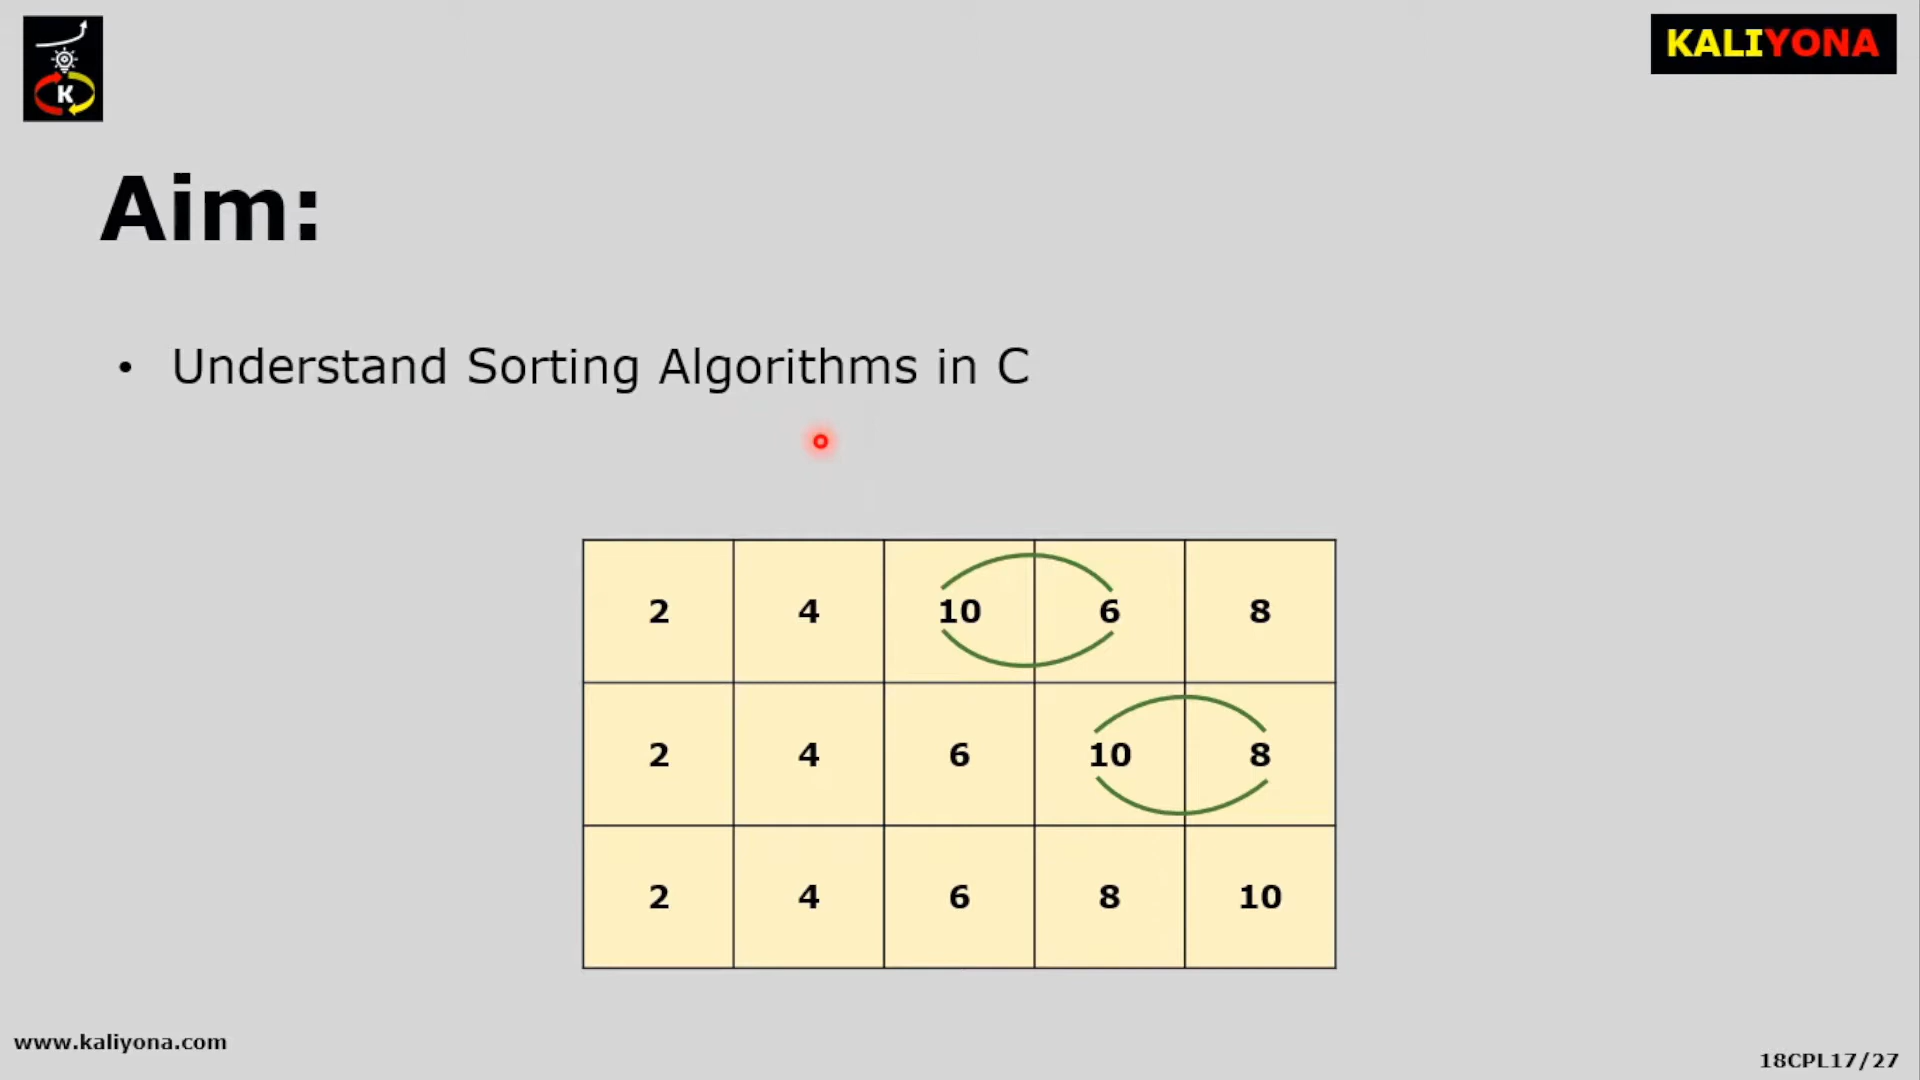 K
KALIYONA
Aim:
• Understand Sorting Algorithms in C
2 4 10 6 8
2 4 6 10 8
2 4 6 8 10
www.kaliyona.com
18CPL17/27